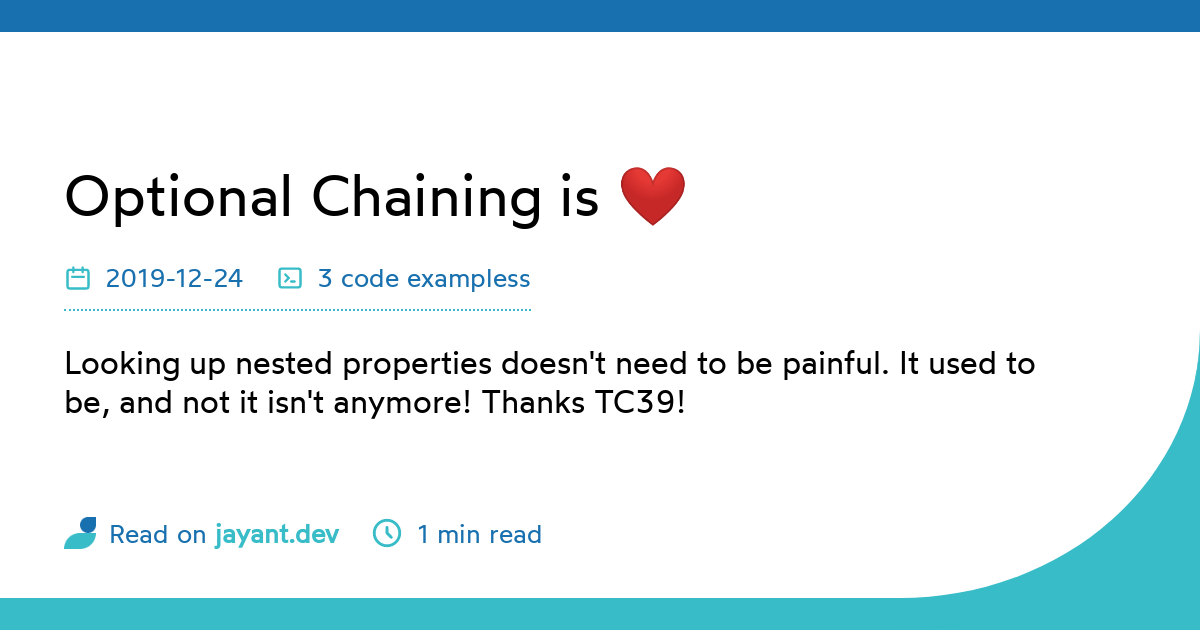 Optional Chaining is ❤️
2019-12-24 3 code exampless
Looking up nested properties doesn't need to be painful. It used to
be, and not it isn't anymore! Thanks TC39!
Read on jayant.dev 1 min read